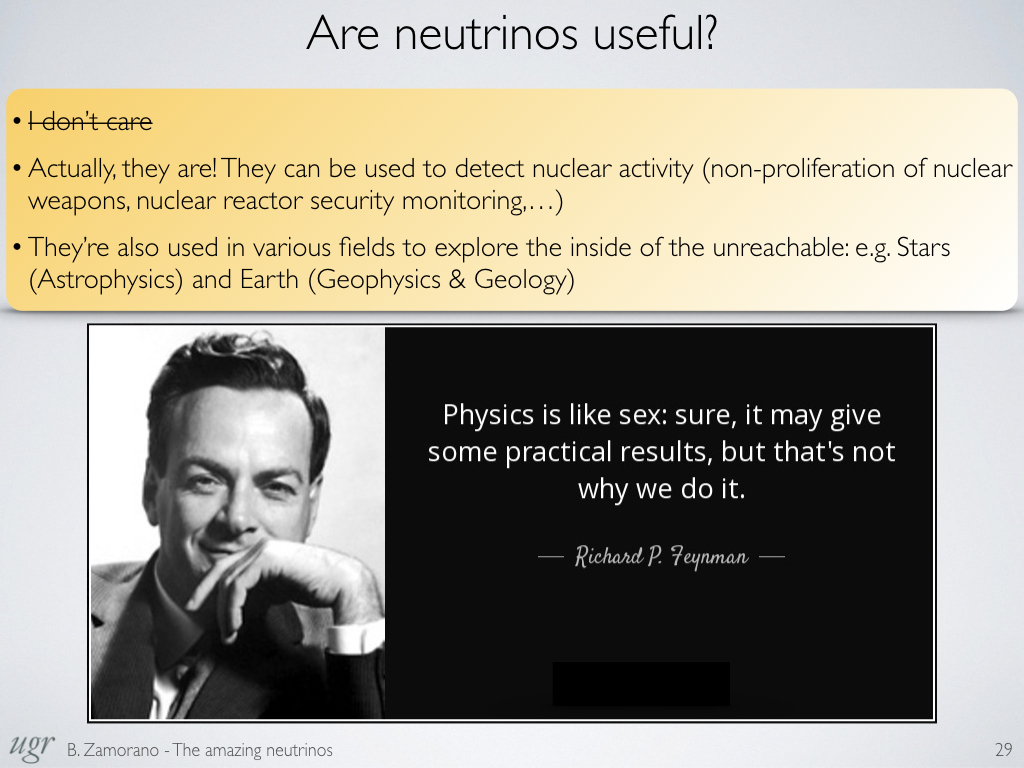 Are neutrinos useful?
• I don't care
• Actually, they are! They can be used to detect nuclear activity (non-proliferation of nuclear
weapons, nuclear reactor security monitoring,…)
• They're also used in various fields to explore the inside of the unreachable: e.g. Stars
(Astrophysics) and Earth (Geophysics & Geology)
Physics is like sex: sure, it may give
some practical results, but that's not
why we do it.
— Richard P. Feynman —
ugr B. Zamorano - The amazing neutrinos 29